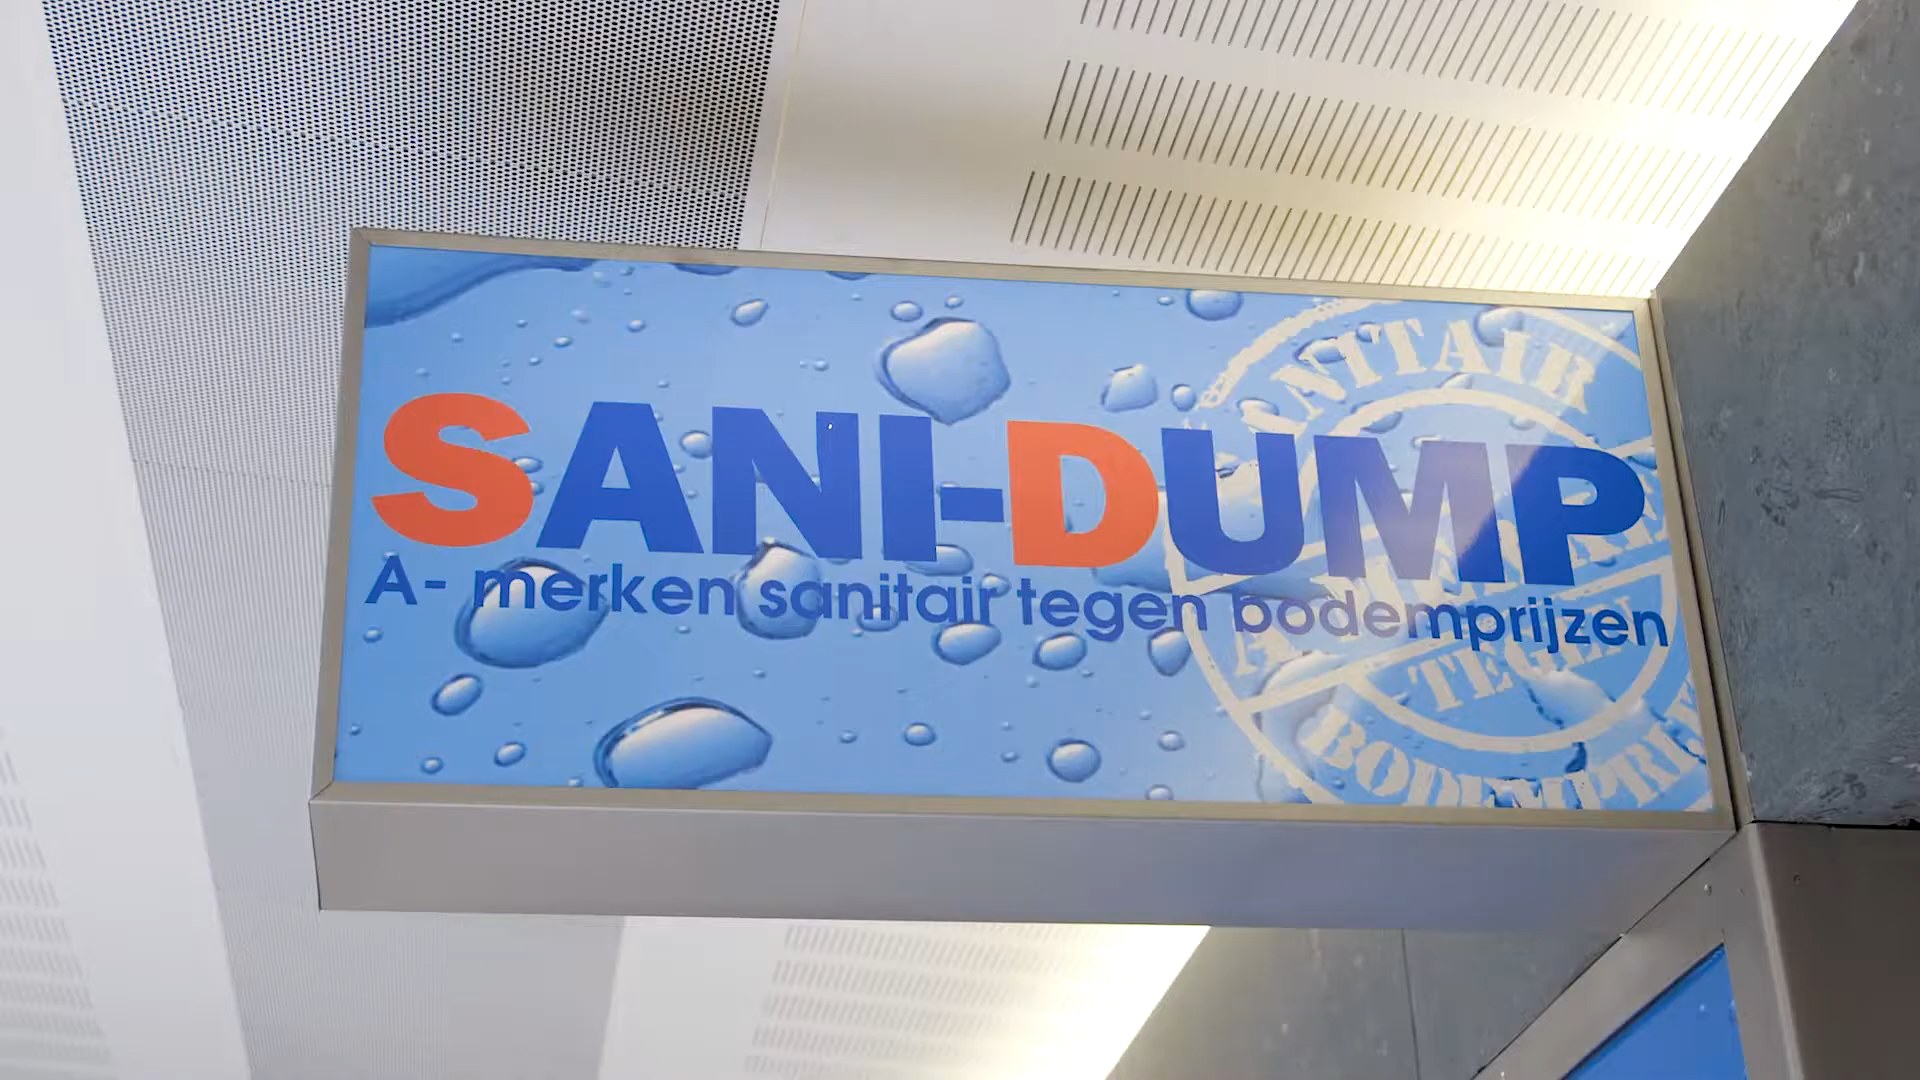 SANI-DUMP
A- merken sanitair tegen bodemprijzen
SANITAIR
TEGEN